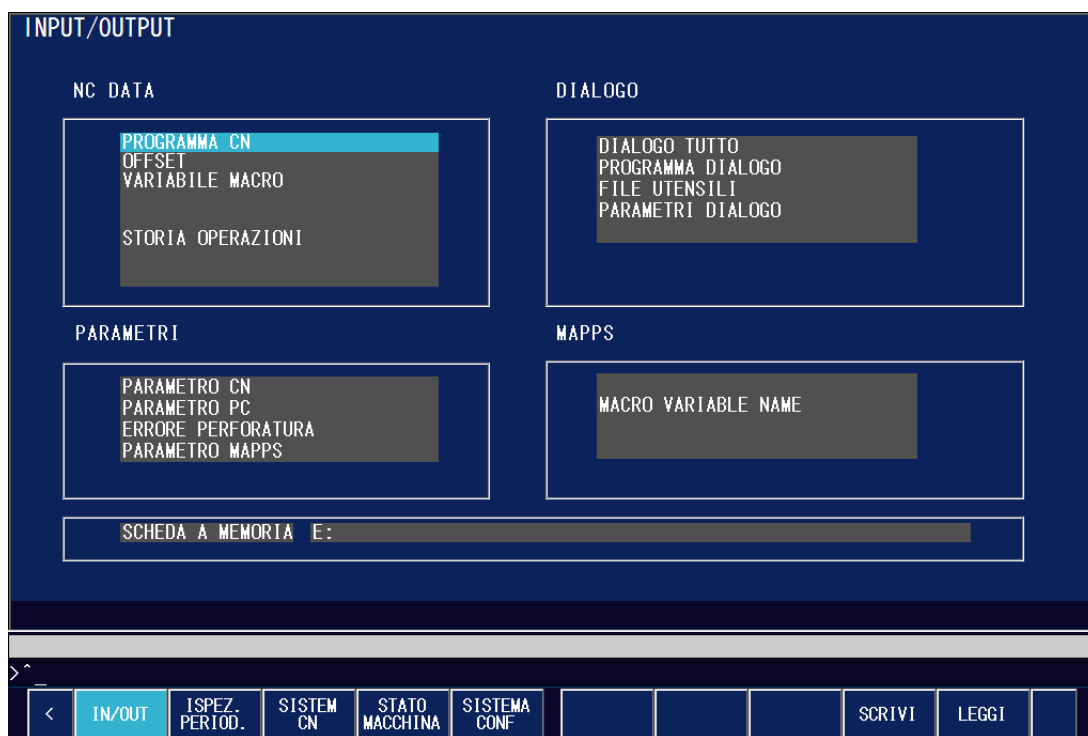 INPUT/OUTPUT
NC DATA
PROGRAMMA CN
OFFSET
VARIABILE MACRO
STORIA OPERAZIONI
DIALOGO
DIALOGO TUTTO
PROGRAMMA DIALOGO
FILE UTENSILI
PARAMETRI DIALOGO
PARAMETRI
PARAMETRO CN
PARAMETRO PC
ERRORE PERFORATURA
PARAMETRO MAPPS
MAPPS
MACRO VARIABLE NAME
SCHEDA A MEMORIA E:
>^_
<
IN/OUT
ISPEZ.
PERIOD.
SISTEM
CN
STATO
MACCHINA
SISTEMA
CONF
SCRIVI
LEGGI